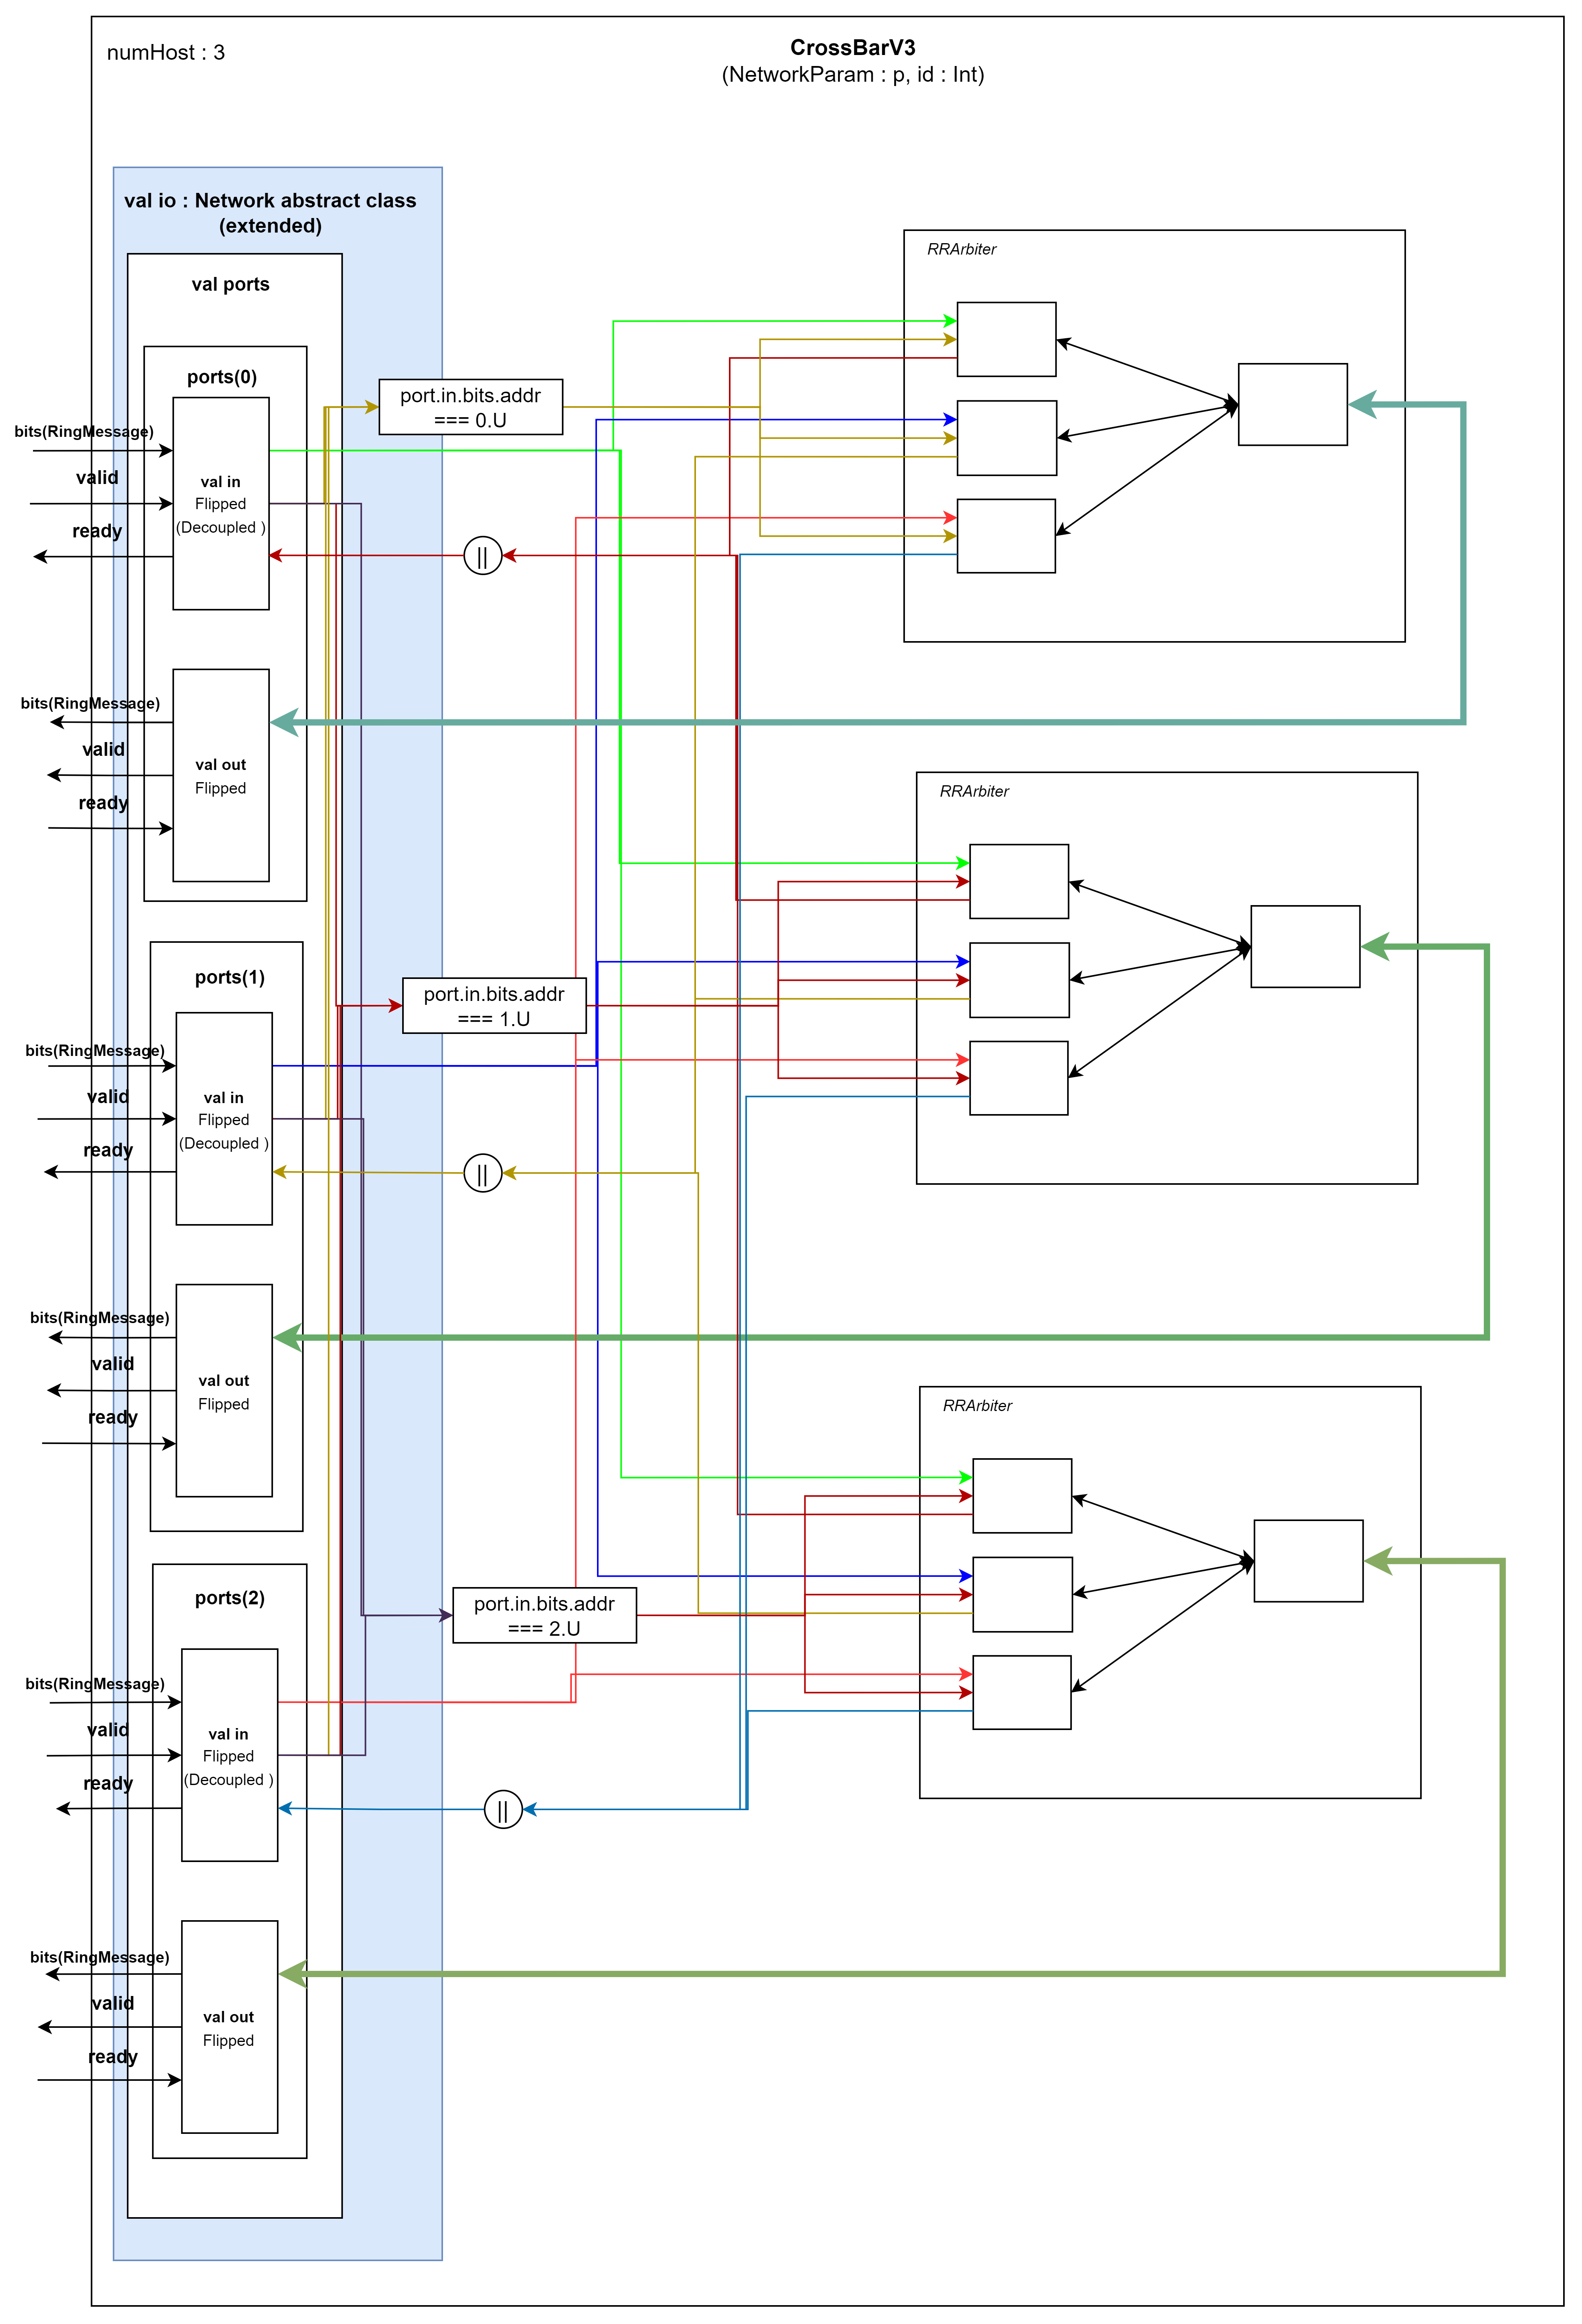 numHost : 3
CrossBarV3
(NetworkParam : p, id : Int)
val io : Network abstract class
(extended)
val ports
ports(0)
bits(RingMessage)
valid
ready
val in
Flipped
(Decoupled )
bits(RingMessage)
valid
ready
val out
Flipped
port.in.bits.addr
=== 0.U
||
RRArbiter
ports(1)
bits(RingMessage)
valid
ready
val in
Flipped
(Decoupled )
bits(RingMessage)
valid
ready
val out
Flipped
port.in.bits.addr
=== 1.U
||
RRArbiter
ports(2)
bits(RingMessage)
valid
ready
val in
Flipped
(Decoupled )
bits(RingMessage)
valid
ready
val out
Flipped
port.in.bits.addr
=== 2.U
||
RRArbiter